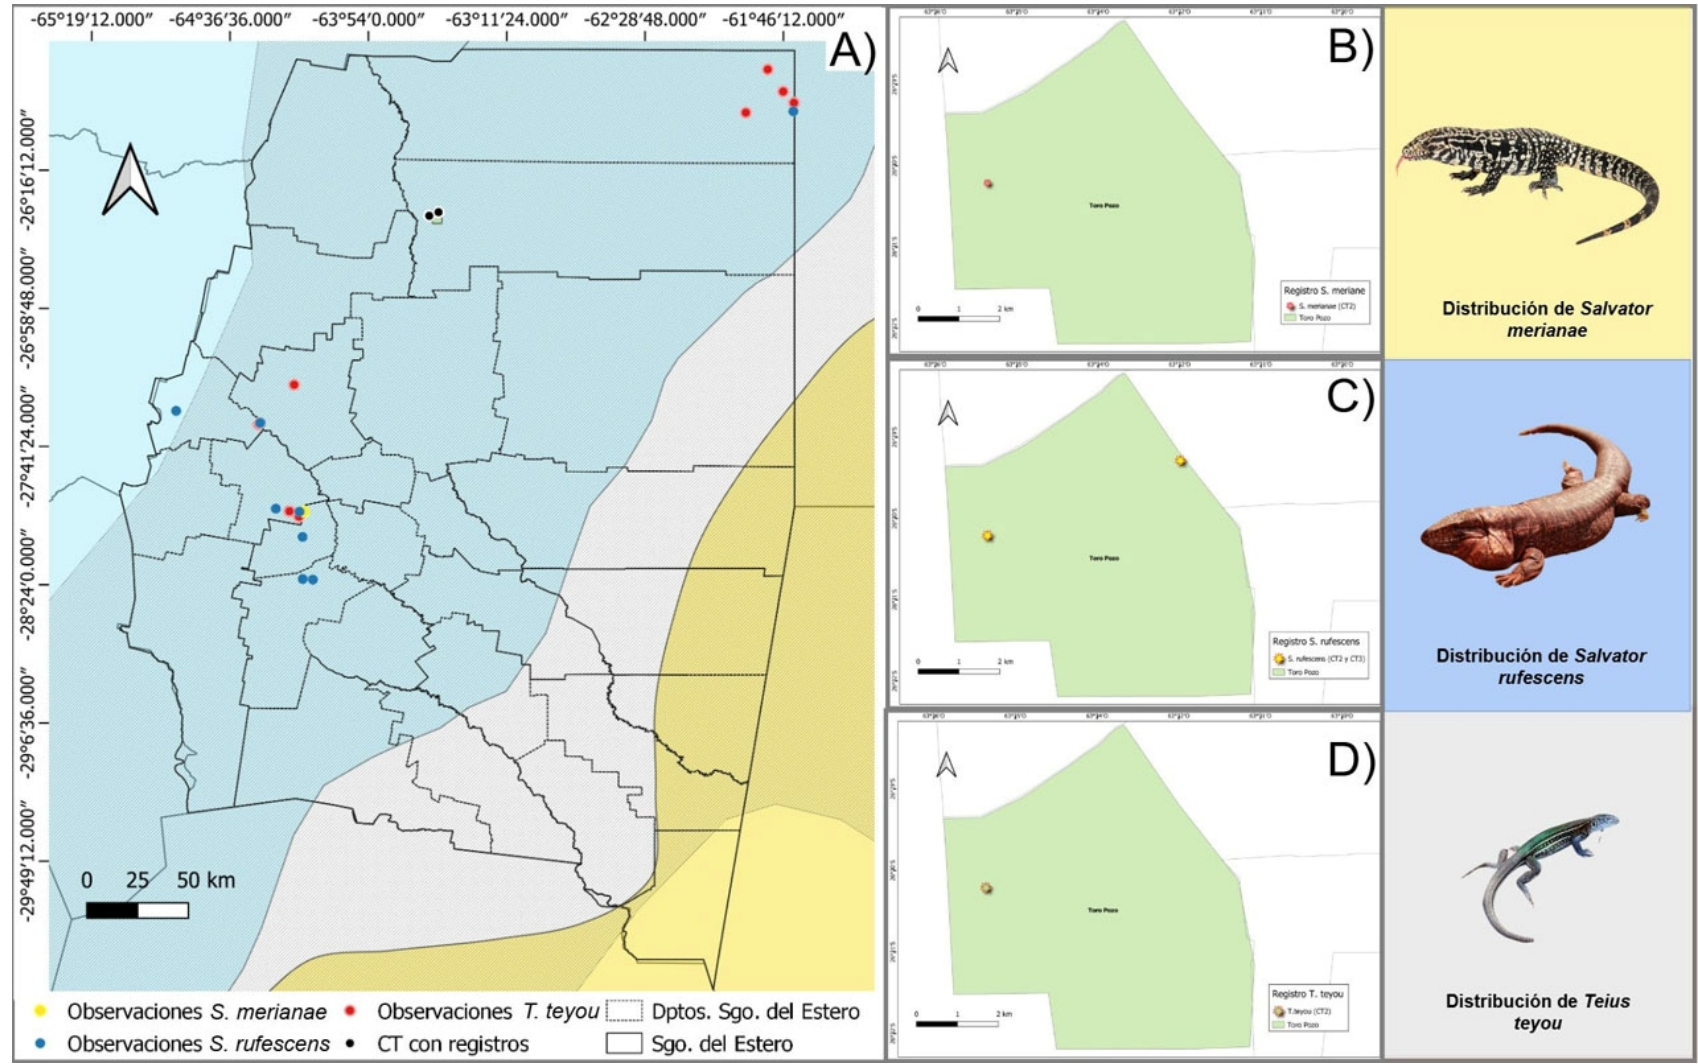 -65°19′12.000″ -64°36′36.000″ -63°54′0.000″ -63°11′24.000″ -62°28′48.000″ -61°46′12.000″
A)
-26°16′12.000″
-26°58′48.000″
-27°41′24.000″
-28°24′0.000″
-29°6′36.000″
-29°49′12.000″
0 25 50 km
Observaciones S. merianae
Observaciones T. teyou
Dptos. Sgo. del Estero
Observaciones S. rufescens
CT con registros
Sgo. del Estero
B)
Toro Pozo
0 1 2 km
Registro S. meriane
S. merianae (CT2)
Toro Pozo
C)
Toro Pozo
0 1 2 km
Registro S. rufescens
S. rufescens (CT2 y CT3)
Toro Pozo
D)
Toro Pozo
0 1 2 km
Registro T. teyou
T.teyou (CT2)
Toro Pozo
Distribución de Salvator
merianae
Distribución de Salvator
rufescens
Distribución de Teius
teyou